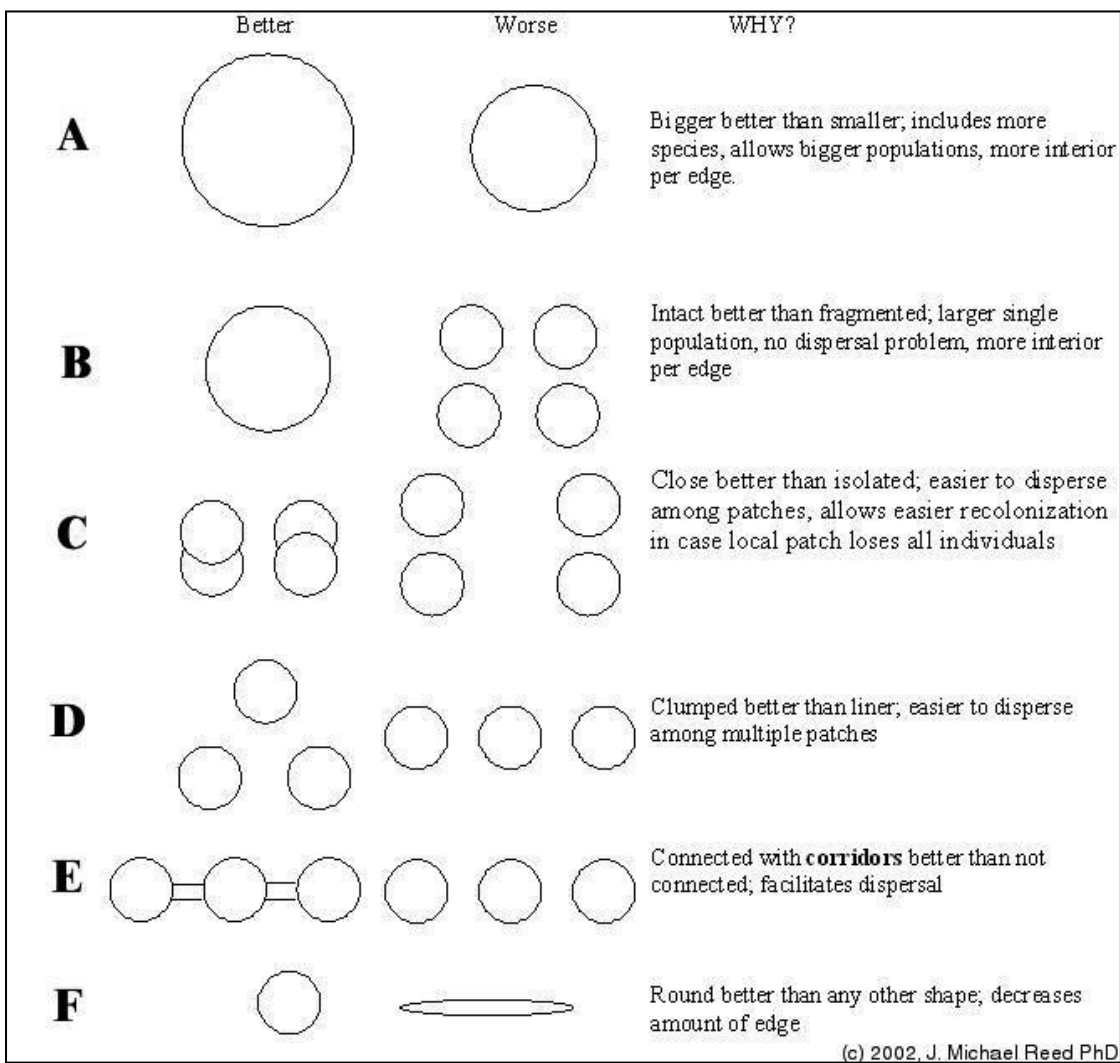 Better Worse WHY?
A
Bigger better than smaller; includes more
species, allows bigger populations, more interior
per edge.
B
Intact better than fragmented; larger single
population, no dispersal problem, more interior
per edge
C
Close better than isolated; easier to disperse
among patches, allows easier recolonization
in case local patch loses all individuals
D
Clumped better than liner; easier to disperse
among multiple patches
E
Connected with corridors better than not
connected; facilitates dispersal
F
Round better than any other shape; decreases
amount of edge
(c) 2002, J. Michael Reed PhD